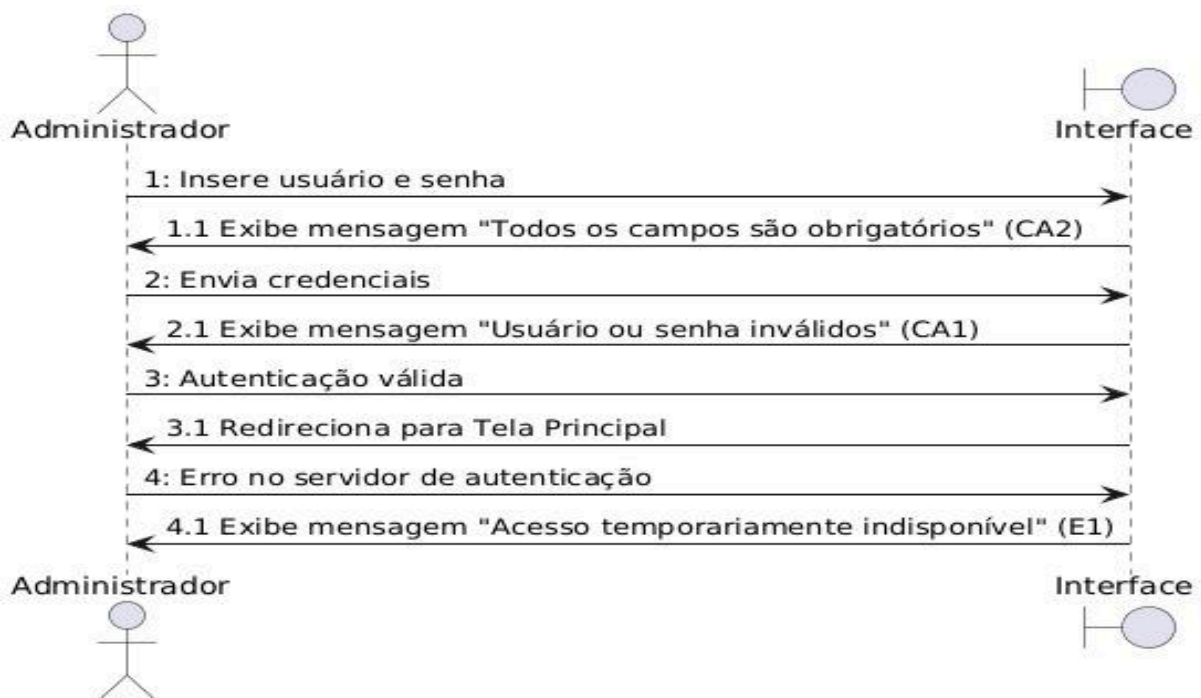 Administrador
Interface
1: Insere usuário e senha
1.1 Exibe mensagem "Todos os campos são obrigatórios" (CA2)
2: Envia credenciais
2.1 Exibe mensagem "Usuário ou senha inválidos" (CA1)
3: Autenticação válida
3.1 Redireciona para Tela Principal
4: Erro no servidor de autenticação
4.1 Exibe mensagem "Acesso temporariamente indisponível" (E1)
Administrador
Interface